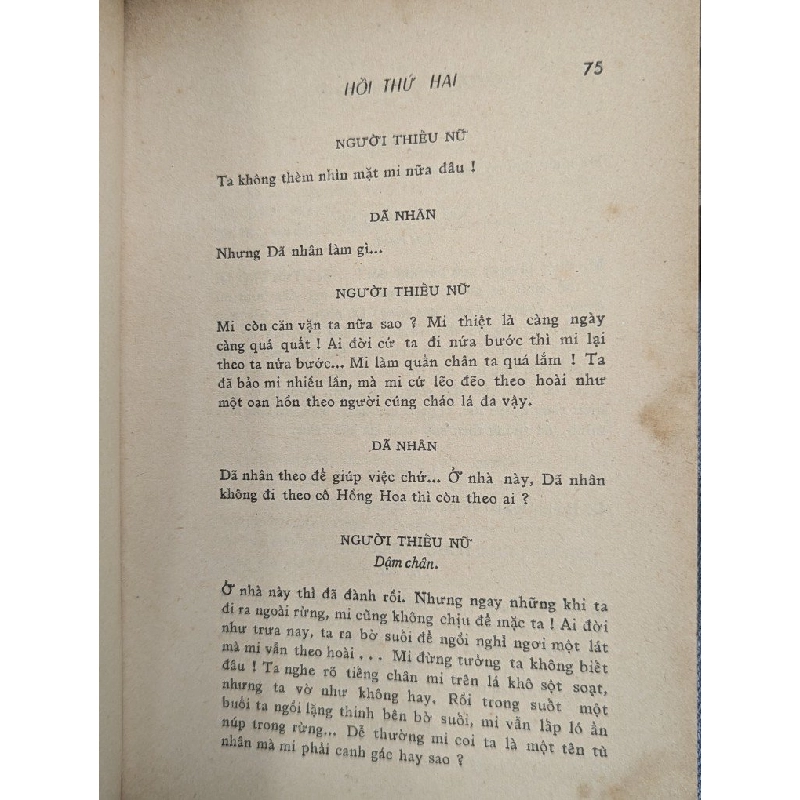 HỒI THỨ HAI
75
NGƯỜI THIẾU NỮ
Ta không thèm nhìn mặt mi nữa đâu !
DÃ NHÂN
Nhưng Dã nhân làm gì...
NGƯỜI THIẾU NỮ
Mi còn căn vặn ta nữa sao ? Mi thiệt là càng ngày
càng quá quắt ! Ai đời cứ ta đi nửa bước thì mi lại
theo ta nửa bước... Mi làm quẩn chân ta quá lắm ! Ta
đã bảo mi nhiều lần, mà mi cứ lẽo đẽo theo hoài như
một oan hồn theo người cúng cháo lá đa vậy.
DÃ NHÂN
Dã nhân theo để giúp việc chứ... Ở nhà này, Dã nhân
không đi theo cô Hồng Hoa thì còn theo ai ?
NGƯỜI THIẾU NỮ
Dậm chân.
Ở nhà này thì đã đành rồi. Nhưng ngay những khi ta
đi ra ngoài rừng, mi cũng không chịu để mặc ta ! Ai đời
như trưa nay, ta ra bờ suối để ngồi nghỉ ngơi một lát
mà mi vẫn theo hoài . . . Mi đừng tưởng ta không biết
đâu ! Ta nghe rõ tiếng chân mi trên lá khô sột soạt,
nhưng ta vờ như không hay. Rồi trong suốt một
buổi ta ngồi lặng thinh bên bờ suối, mi vẫn lấp ló ẩn
núp trong rừng... Dễ thường mi coi ta là một tên tù
nhân mà mi phải canh gác hay sao ?